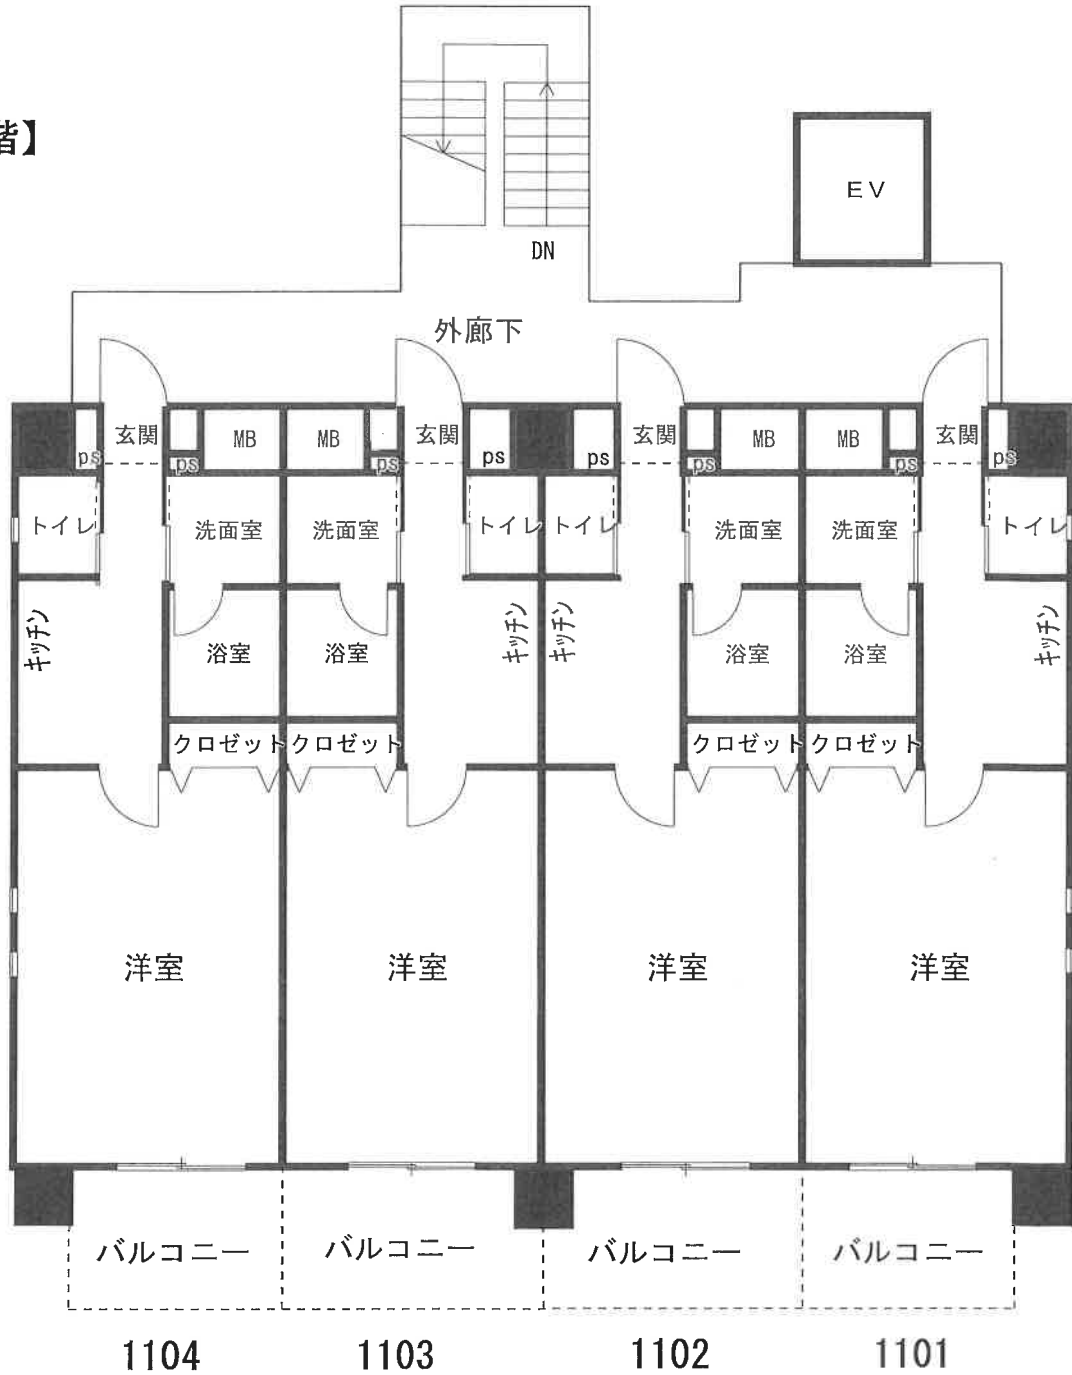 階】
EV
DN
外廊下
玄関 MB MB 玄関 玄関 MB MB 玄関
ps ps ps ps ps ps ps ps
トイレ 洗面室 洗面室 トイレ トイレ 洗面室 洗面室 トイレ
キッチン 浴室 浴室 キッチン キッチン 浴室 浴室 キッチン
クロゼット クロゼット クロゼット クロゼット
洋室 洋室 洋室 洋室
バルコニー バルコニー バルコニー バルコニー
1104 1103 1102 1101